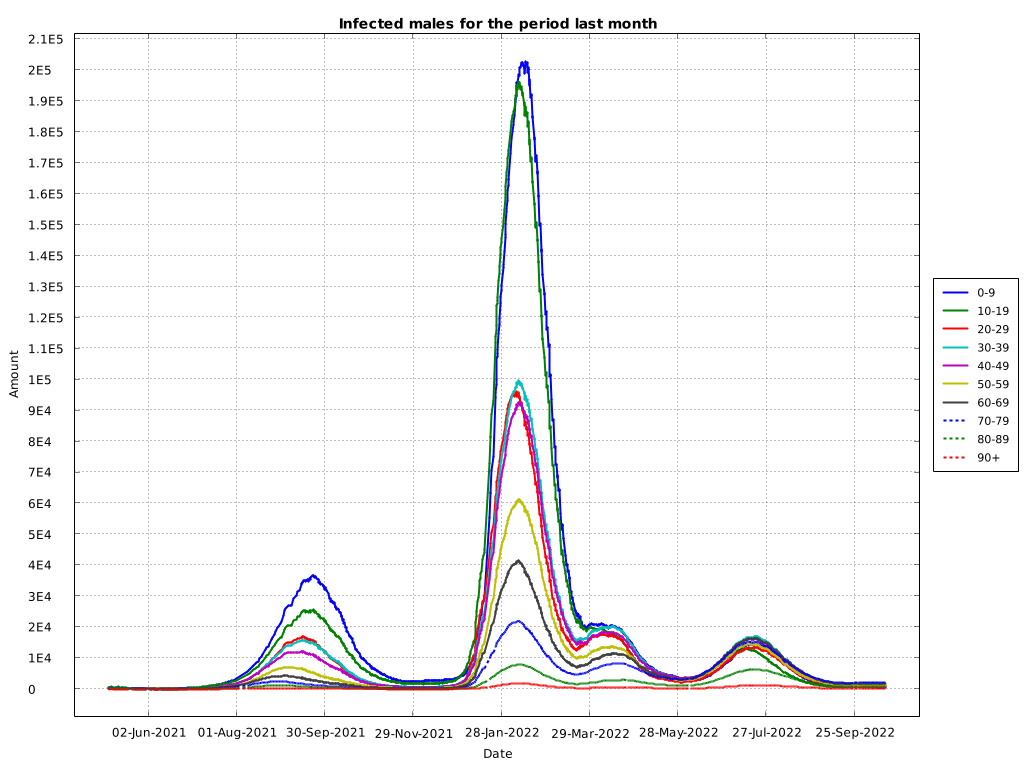 Infected males for the period last month
2.1E5
2E5
1.9E5
1.8E5
1.7E5
1.6E5
1.5E5
1.4E5
1.3E5
1.2E5
1.1E5
1E5
9E4
8E4
7E4
6E4
5E4
4E4
3E4
2E4
1E4
0
Amount
02-Jun-2021 01-Aug-2021 30-Sep-2021 29-Nov-2021 28-Jan-2022 29-Mar-2022 28-May-2022 27-Jul-2022 25-Sep-2022
Date
0-9
10-19
20-29
30-39
40-49
50-59
60-69
70-79
80-89
90+